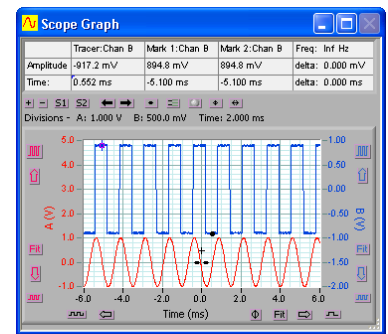 Scope Graph
Tracer:Chan B Mark 1:Chan B Mark 2:Chan B Freq: Inf Hz
Amplitude -917.2 mV 894.8 mV 894.8 mV delta: 0.000 mV
Time: 0.552 ms -5.100 ms -5.100 ms delta: 0.000 ms
+ - S1 S2
Divisions - A: 1.000 V B: 500.0 mV Time: 2.000 ms
5.0 -1.00
4.0 -0.50
3.0 -0.00
2.0 -0.50
1.0 -1.00
0.0 -1.50
-1.0 -2.00
A (V)
B (V)
Fit
Fit
-6.0 -4.0 -2.0 0.0 2.0 4.0 6.0
Time (ms)
Fit